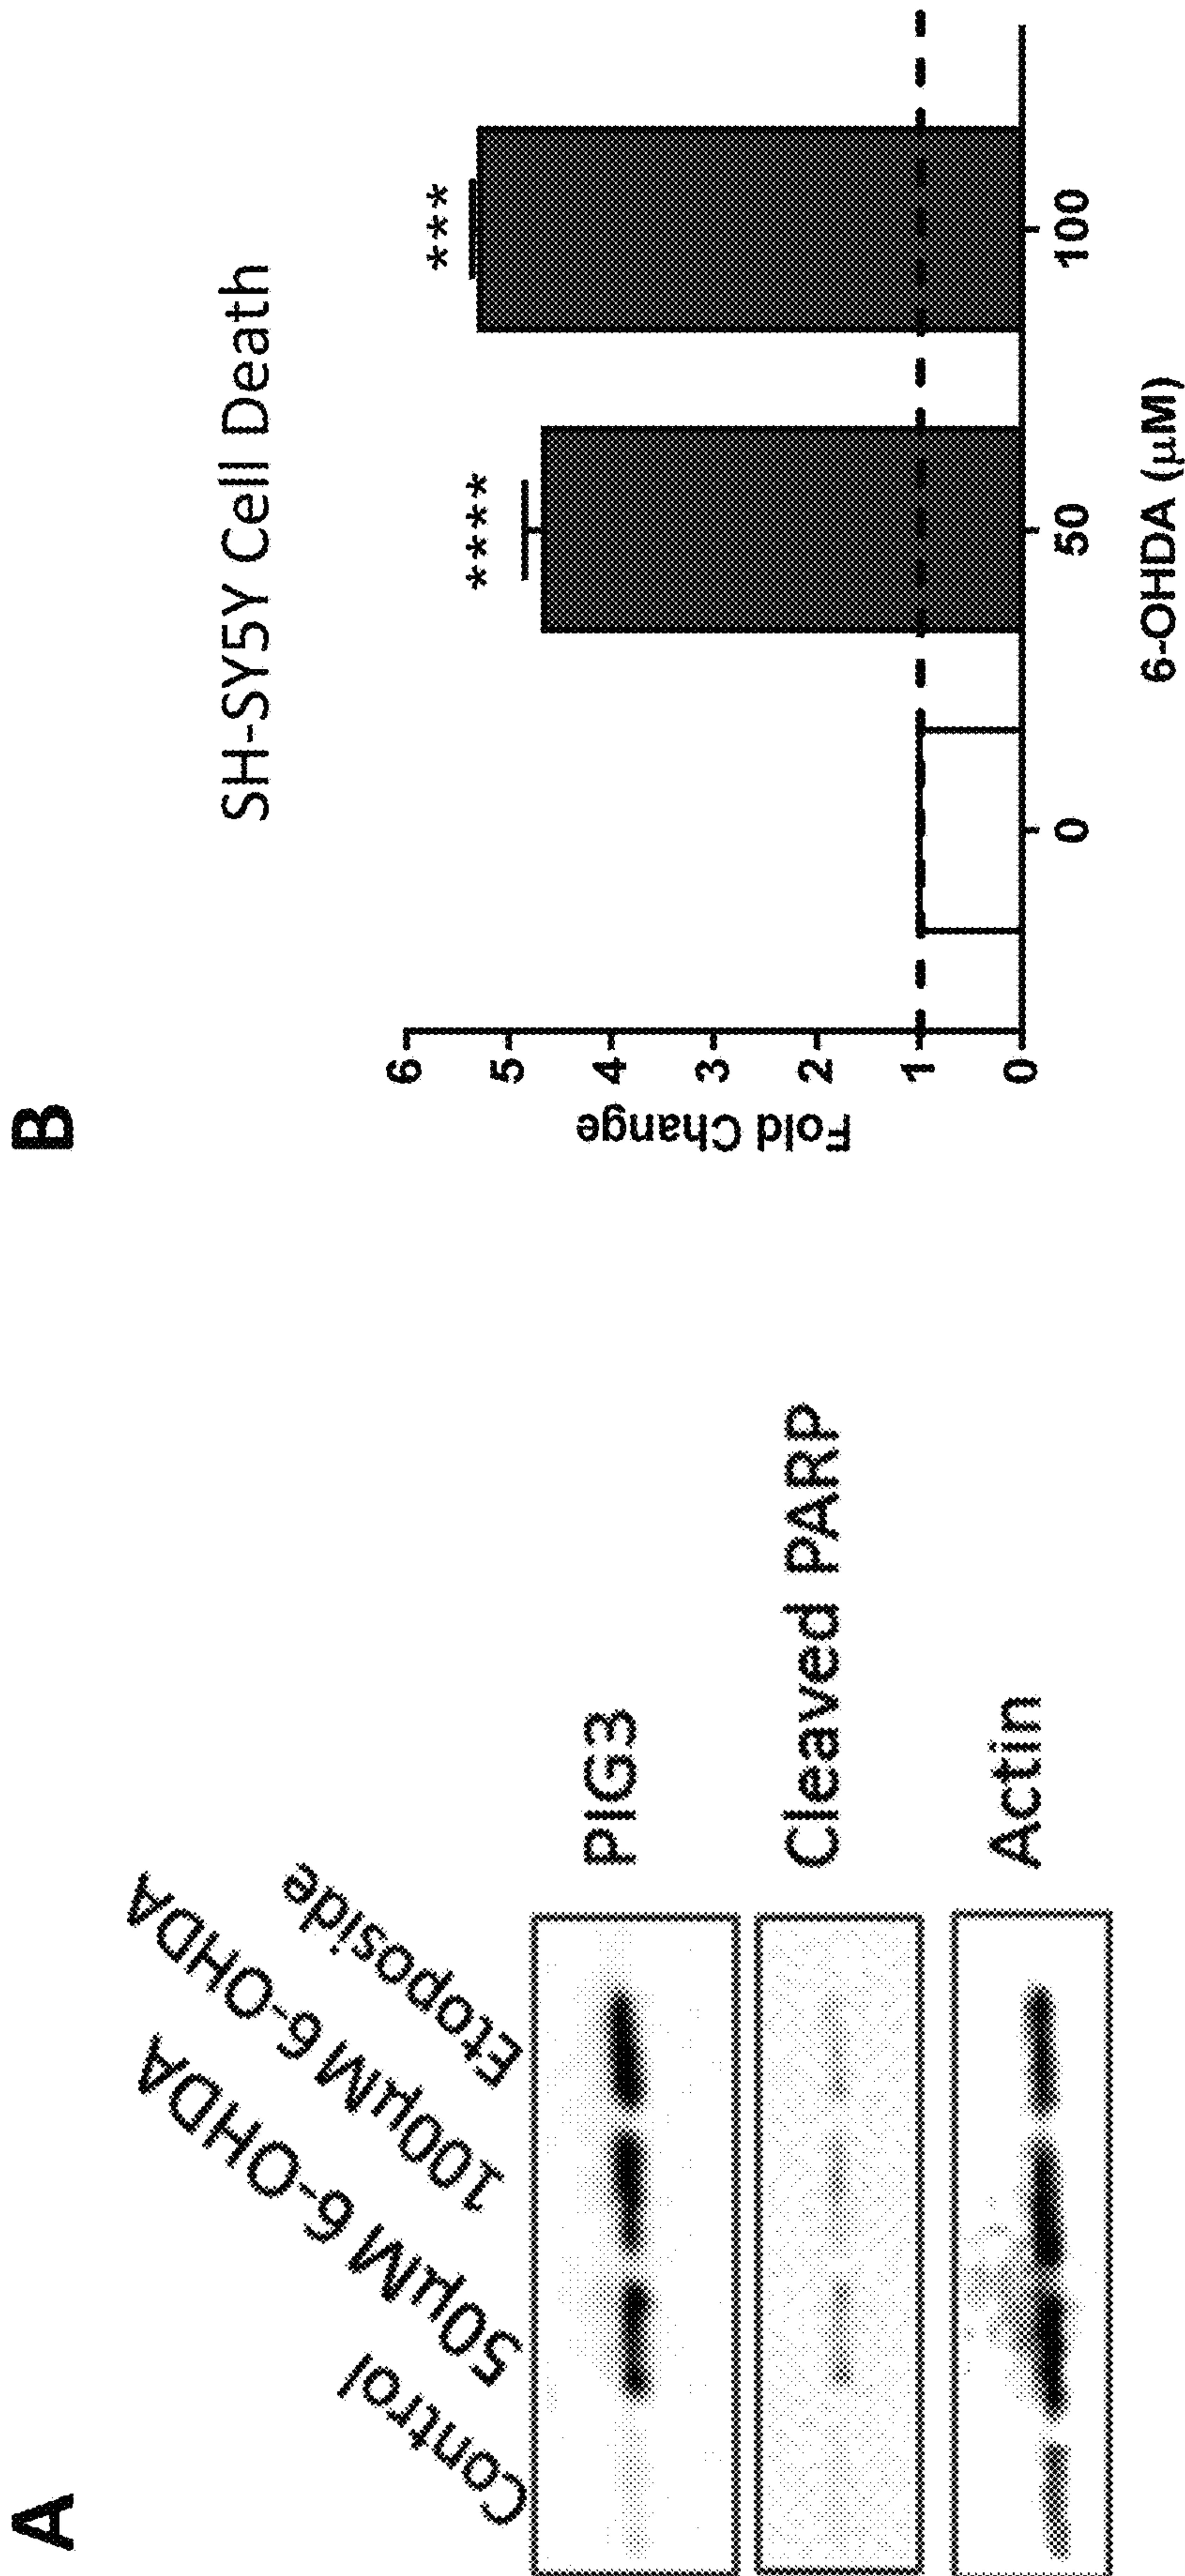 A
Control
50μM 6-OHDA
100μM 6-OHDA
Etoposide
PIG3
Cleaved PARP
Actin
B
SH-SY5Y Cell Death
Fold Change
6
5
4
3
2
1
0
****
***
0
50
100
6-OHDA (μM)